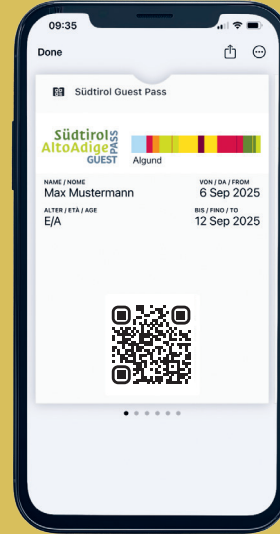 09:35
Done
Südtirol Guest Pass
Südtirol
AltoAdige
GUEST
PASS
Algund
NAME / NOME
Max Mustermann
VON / DA / FROM
6 Sep 2025
ALTER / ETÀ / AGE
E/A
BIS / FINO / TO
12 Sep 2025